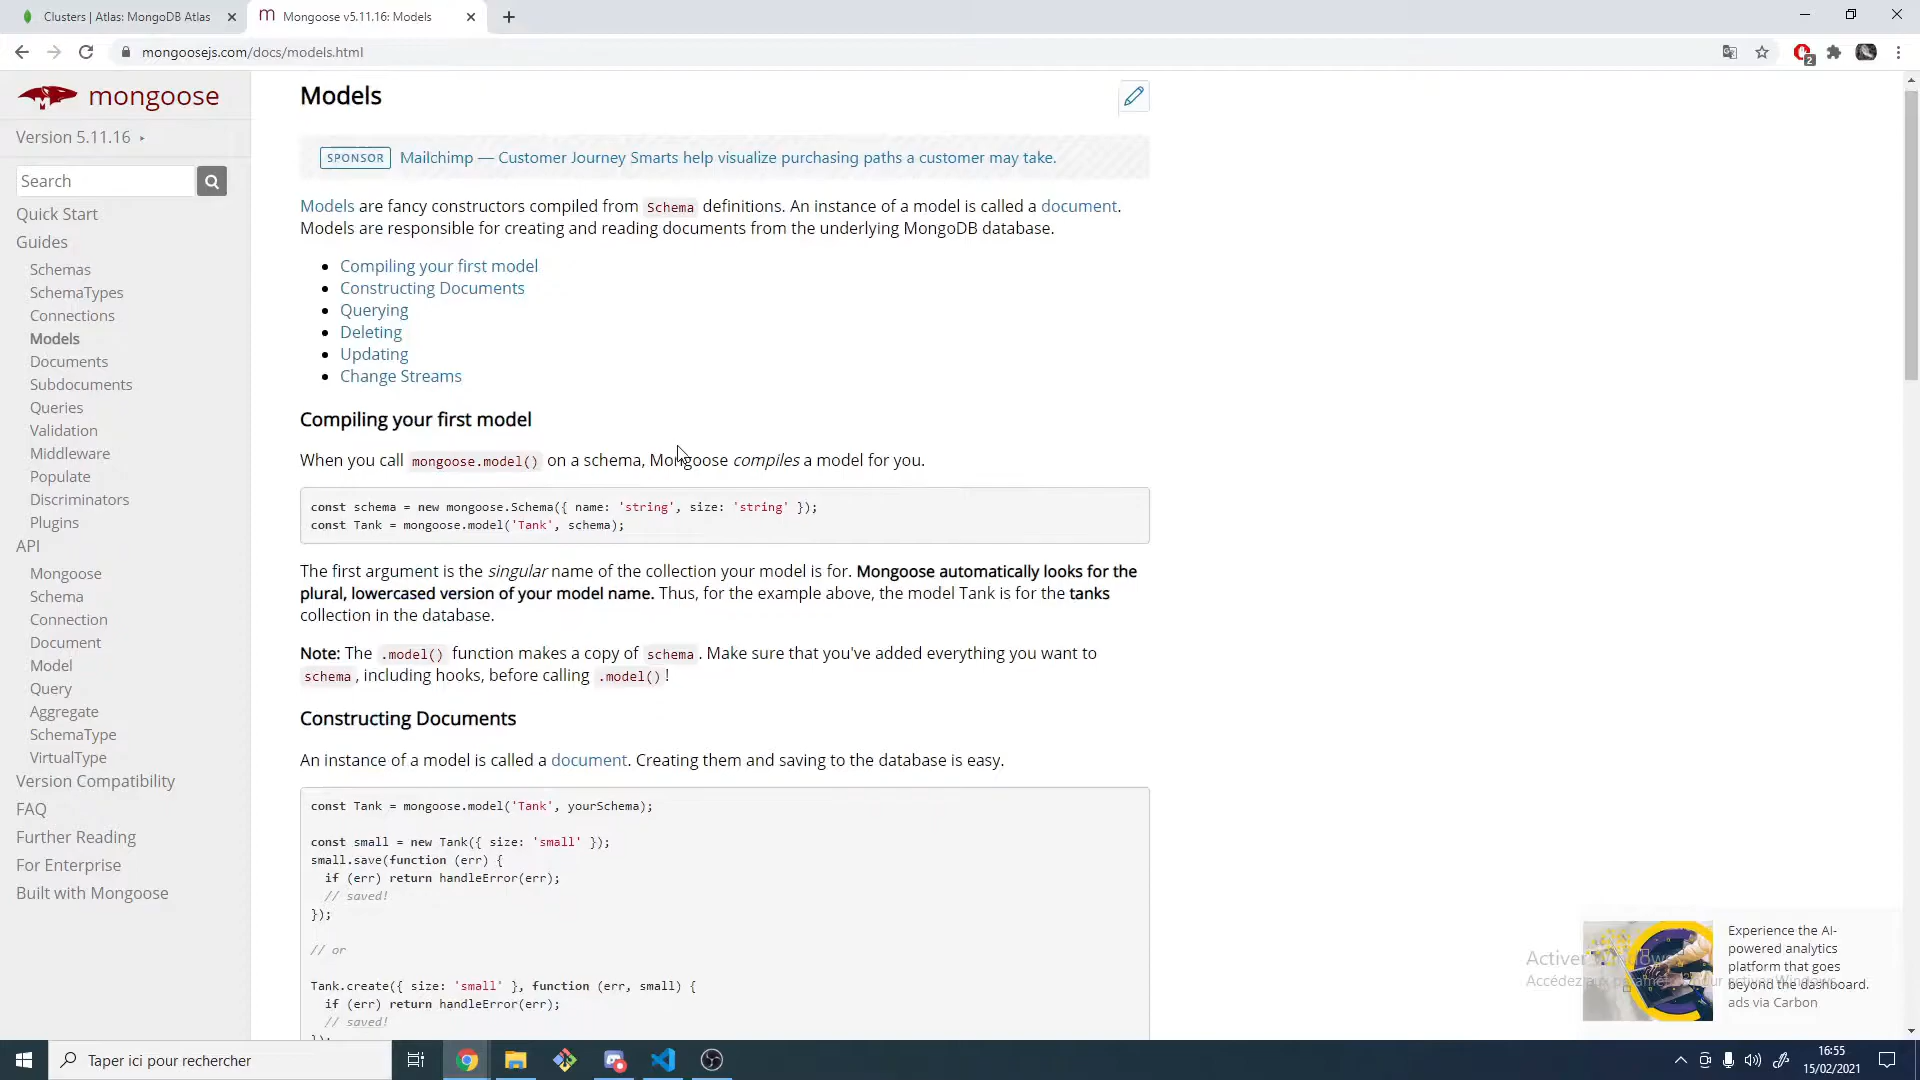 Clusters | Atlas: MongoDB Atlas
Mongoose v5.11.16: Models
mongoosejs.com/docs/models.html
2
mongoose
Version 5.11.16
Search
Quick Start
Guides
Schemas
SchemaTypes
Connections
Models
Documents
Subdocuments
Queries
Validation
Middleware
Populate
Discriminators
Plugins
API
Mongoose
Schema
Connection
Document
Model
Query
Aggregate
SchemaType
VirtualType
Version Compatibility
FAQ
Further Reading
For Enterprise
Built with Mongoose
Models
SPONSOR Mailchimp — Customer Journey Smarts help visualize purchasing paths a customer may take.
Models are fancy constructors compiled from Schema definitions. An instance of a model is called a document.
Models are responsible for creating and reading documents from the underlying MongoDB database.
Compiling your first model
Constructing Documents
Querying
Deleting
Updating
Change Streams
Compiling your first model
When you call mongoose.model() on a schema, Mongoose compiles a model for you.
const schema = new mongoose.Schema({ name: 'string', size: 'string' });
const Tank = mongoose.model('Tank', schema);
The first argument is the singular name of the collection your model is for. Mongoose automatically looks for the
plural, lowercased version of your model name. Thus, for the example above, the model Tank is for the tanks
collection in the database.
Note: The .model() function makes a copy of schema. Make sure that you've added everything you want to
schema, including hooks, before calling .model()!
Constructing Documents
An instance of a model is called a document. Creating them and saving to the database is easy.
const Tank = mongoose.model('Tank', yourSchema);
const small = new Tank({ size: 'small' });
small.save(function (err) {
if (err) return handleError(err);
// saved!
});
// or
Tank.create({ size: 'small' }, function (err, small) {
if (err) return handleError(err);
// saved!
});
Experience the AI-
powered analytics
platform that goes
beyond the dashboard.
ads via Carbon
Activer Windows
Accédez aux
Taper ici pour rechercher
16:55
15/02/2021